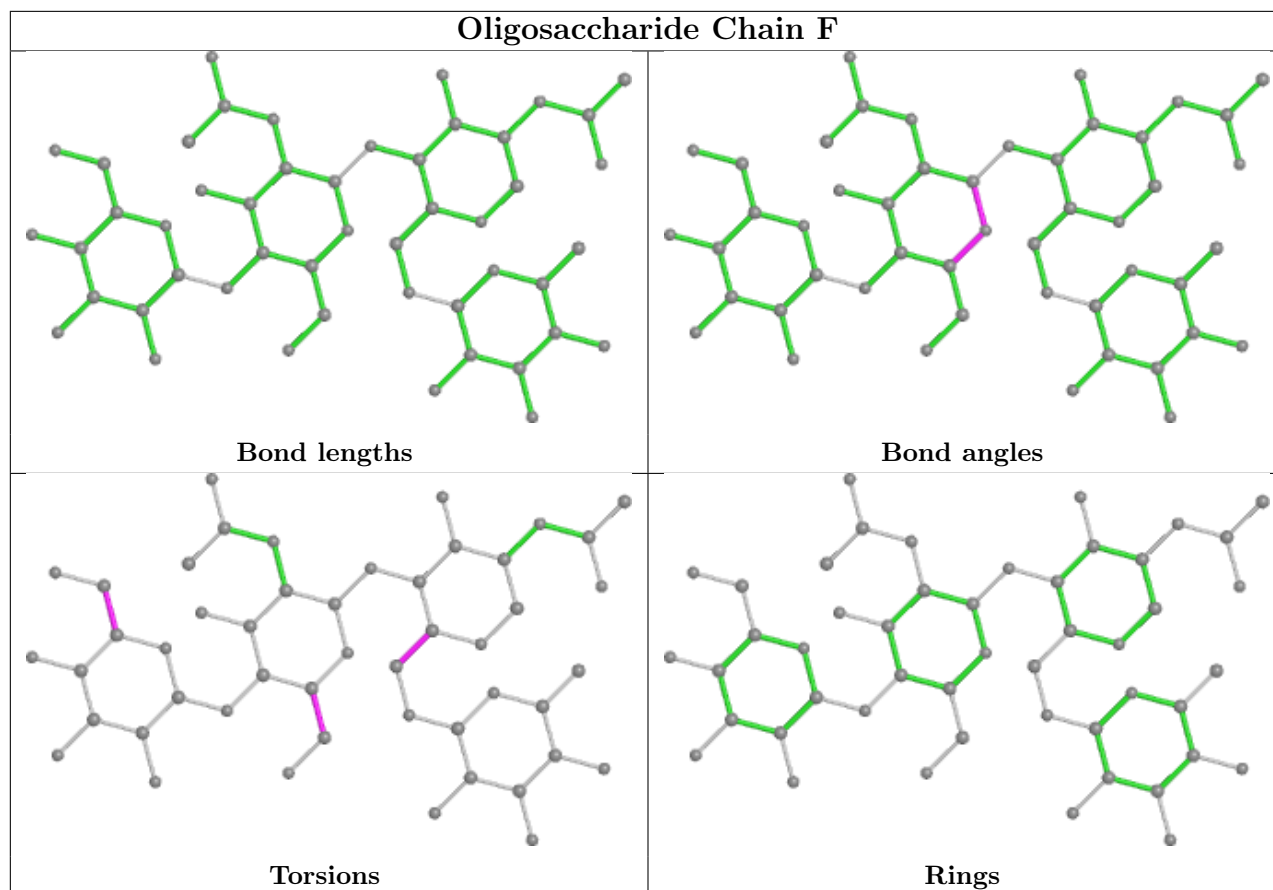 Oligosaccharide Chain F
Bond lengths
Bond angles
Torsions
Rings